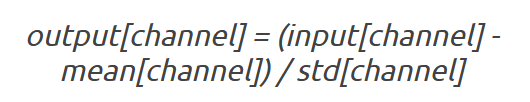 output[channel] = (input[channel] -
mean[channel]) / std[channel]